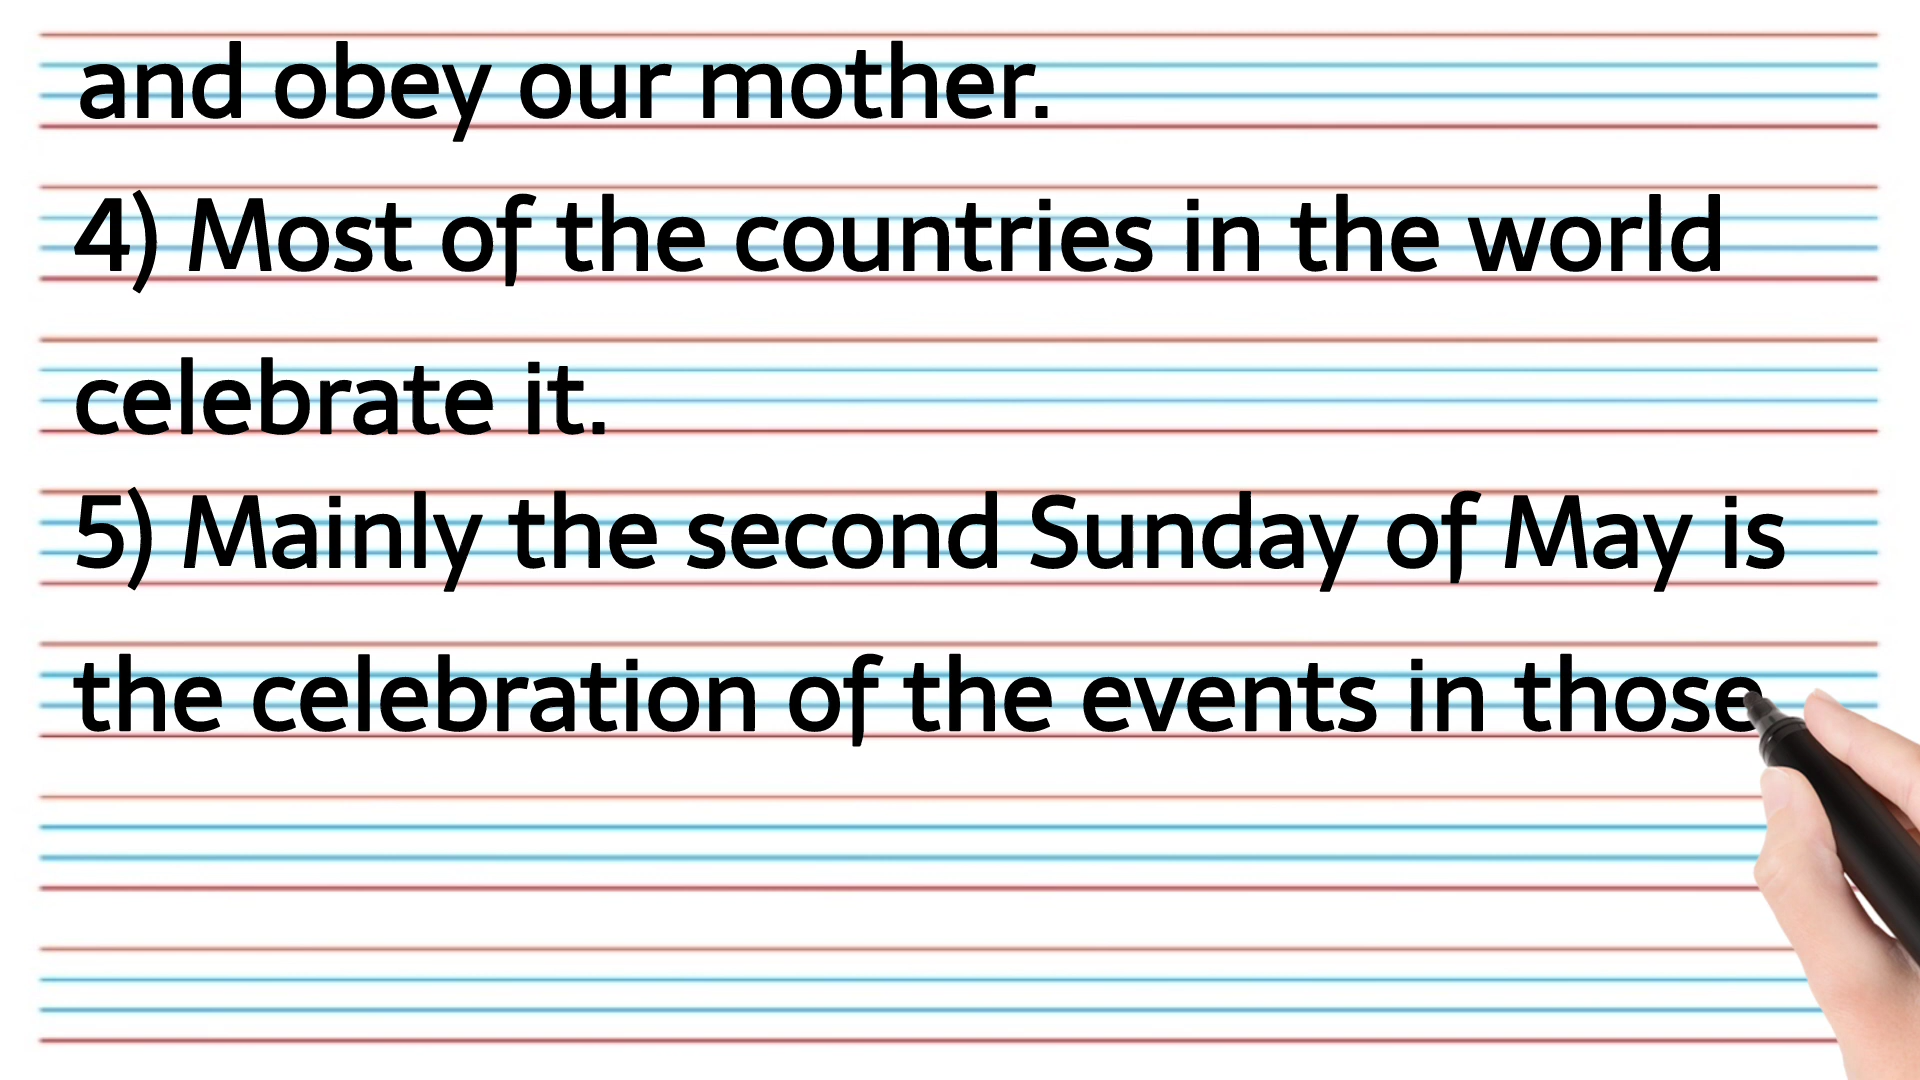 and obey our mother.
4) Most of the countries in the world
celebrate it.
5) Mainly the second Sunday of May is
the celebration of the events in those